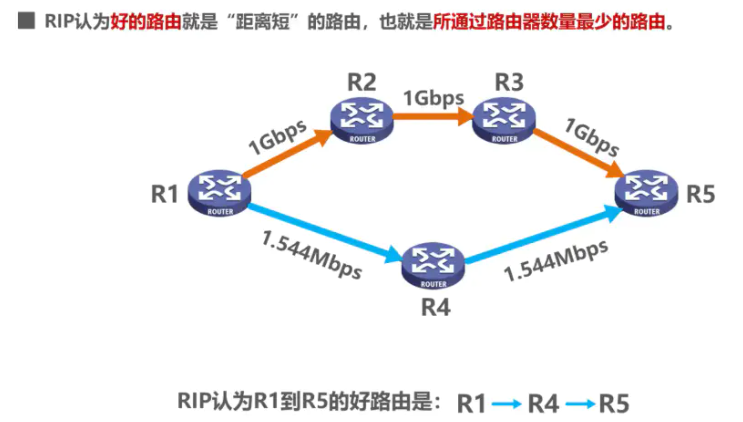 RIP认为好的路由就是“距离短”的路由，也就是所通过路由器数量最少的路由。
R2
R3
1Gbps
1Gbps
1Gbps
ROUTER
ROUTER
R1
ROUTER
ROUTER
R5
1.544Mbps
1.544Mbps
ROUTER
R4
RIP认为R1到R5的好路由是： R1 → R4 → R5